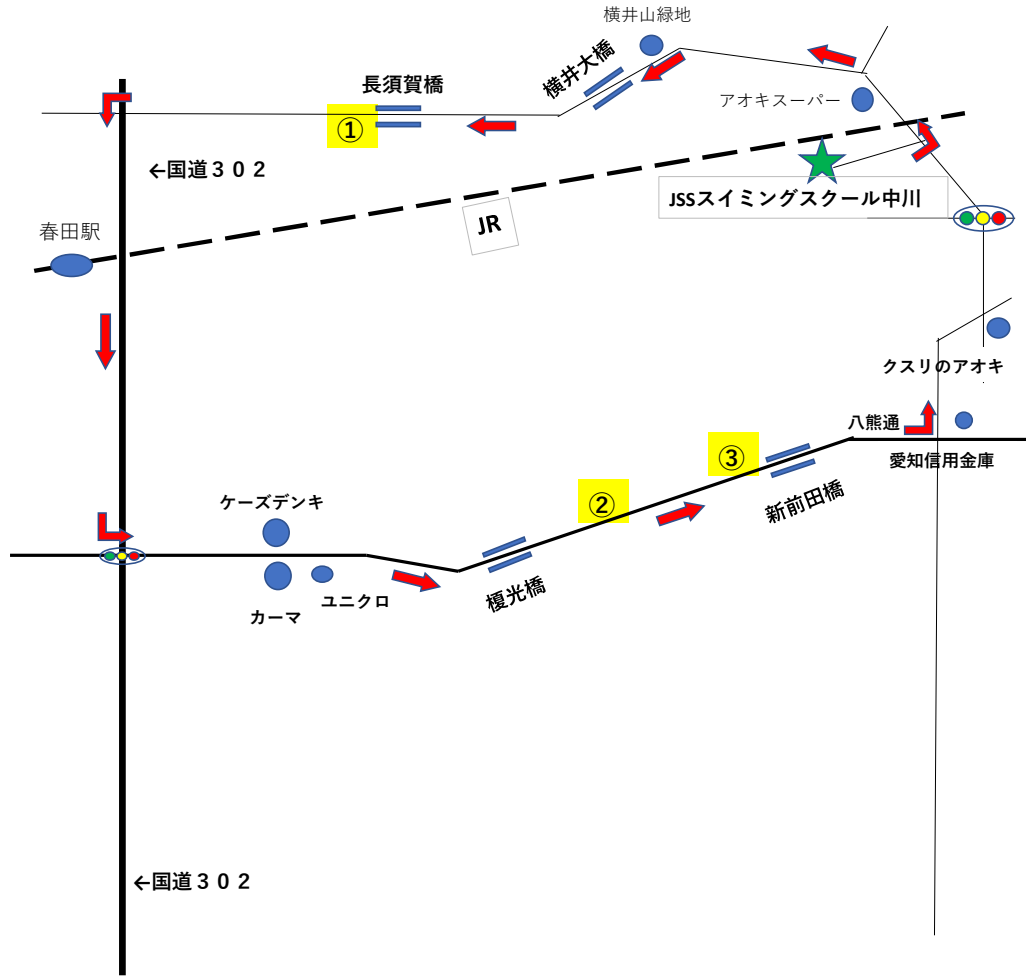 横井山緑地
横井大橋
長須賀橋
アオキスーパー
①
←国道３０２
JSSスイミングスクール中川
春田駅
JR
クスリのアオキ
八熊通
愛知信用金庫
③
新前田橋
②
ケーズデンキ
榎光橋
ユニクロ
カーマ
←国道３０２